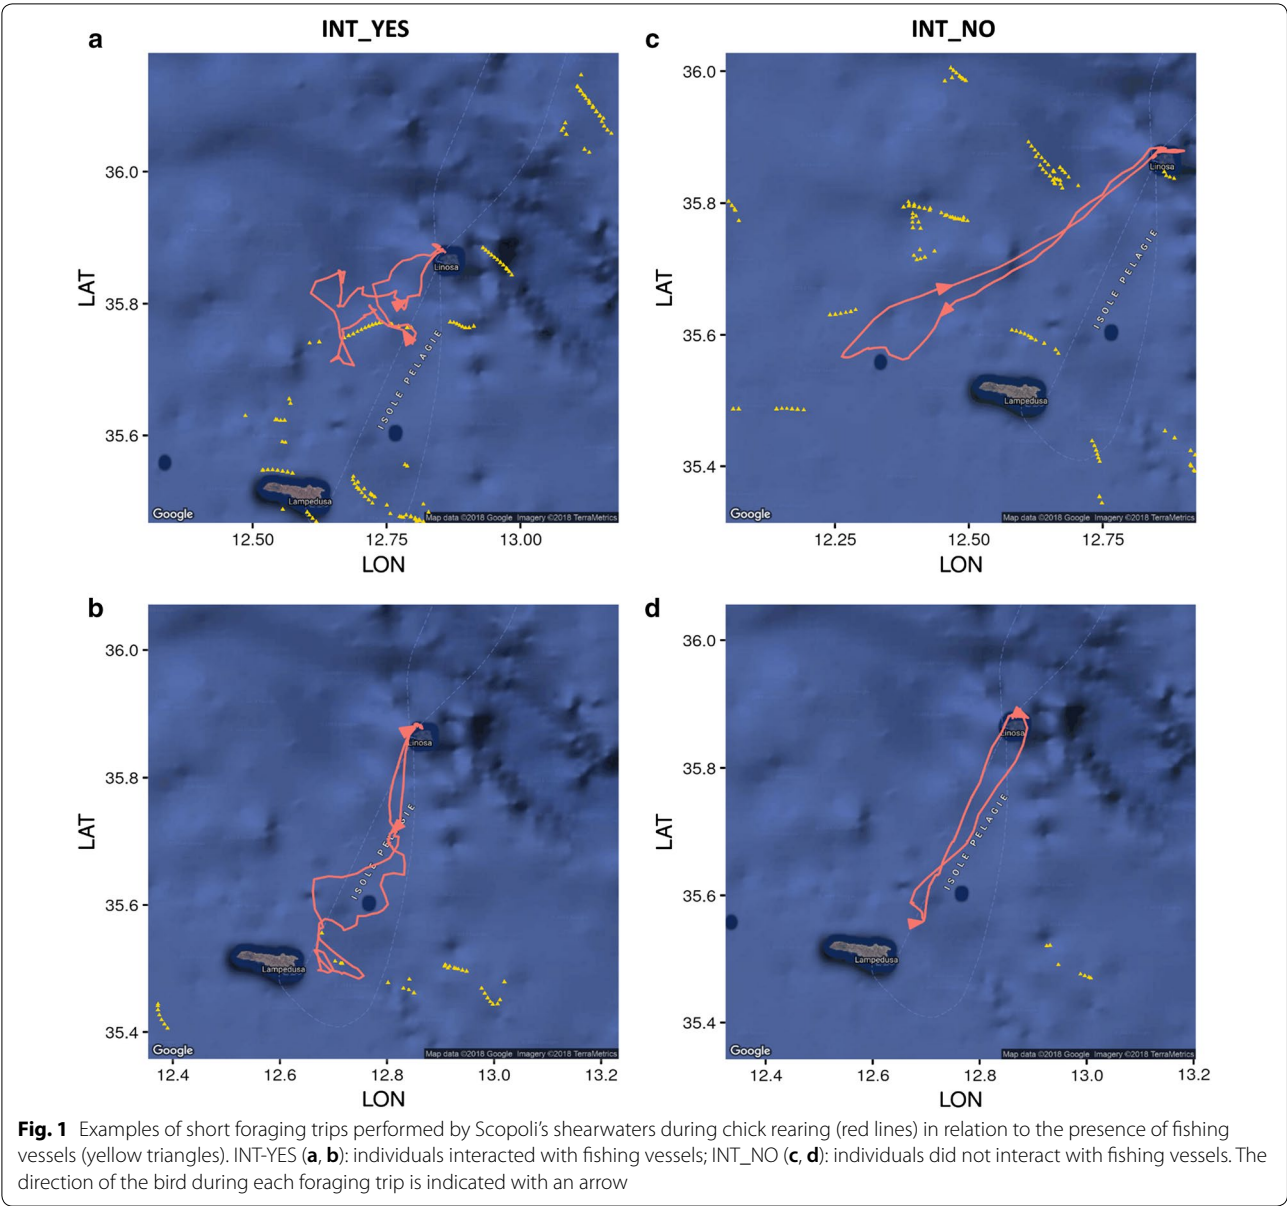 INT_YES
INT_NO
a
36.0
35.8
35.6
LAT
Linosa
ISOLE PELAGIE
Lampedusa
Google
Map data ©2018 Google Imagery ©2018 TerraMetrics
12.50
12.75
13.00
LON
c
36.0
35.8
35.6
35.4
LAT
Linosa
ISOLE PELAGIE
Lampedusa
Google
Map data ©2018 Google Imagery ©2018 TerraMetrics
12.25
12.50
12.75
LON
b
36.0
35.8
35.6
35.4
LAT
Linosa
ISOLE PELAGIE
Lampedusa
Google
Map data ©2018 Google Imagery ©2018 TerraMetrics
12.4
12.6
12.8
13.0
13.2
LON
d
36.0
35.8
35.6
35.4
LAT
Linosa
ISOLE PELAGIE
Lampedusa
Google
Map data ©2018 Google Imagery ©2018 TerraMetrics
12.4
12.6
12.8
13.0
13.2
LON
Fig. 1 Examples of short foraging trips performed by Scopoli's shearwaters during chick rearing (red lines) in relation to the presence of fishing
vessels (yellow triangles). INT-YES (a, b): individuals interacted with fishing vessels; INT_NO (c, d): individuals did not interact with fishing vessels. The
direction of the bird during each foraging trip is indicated with an arrow